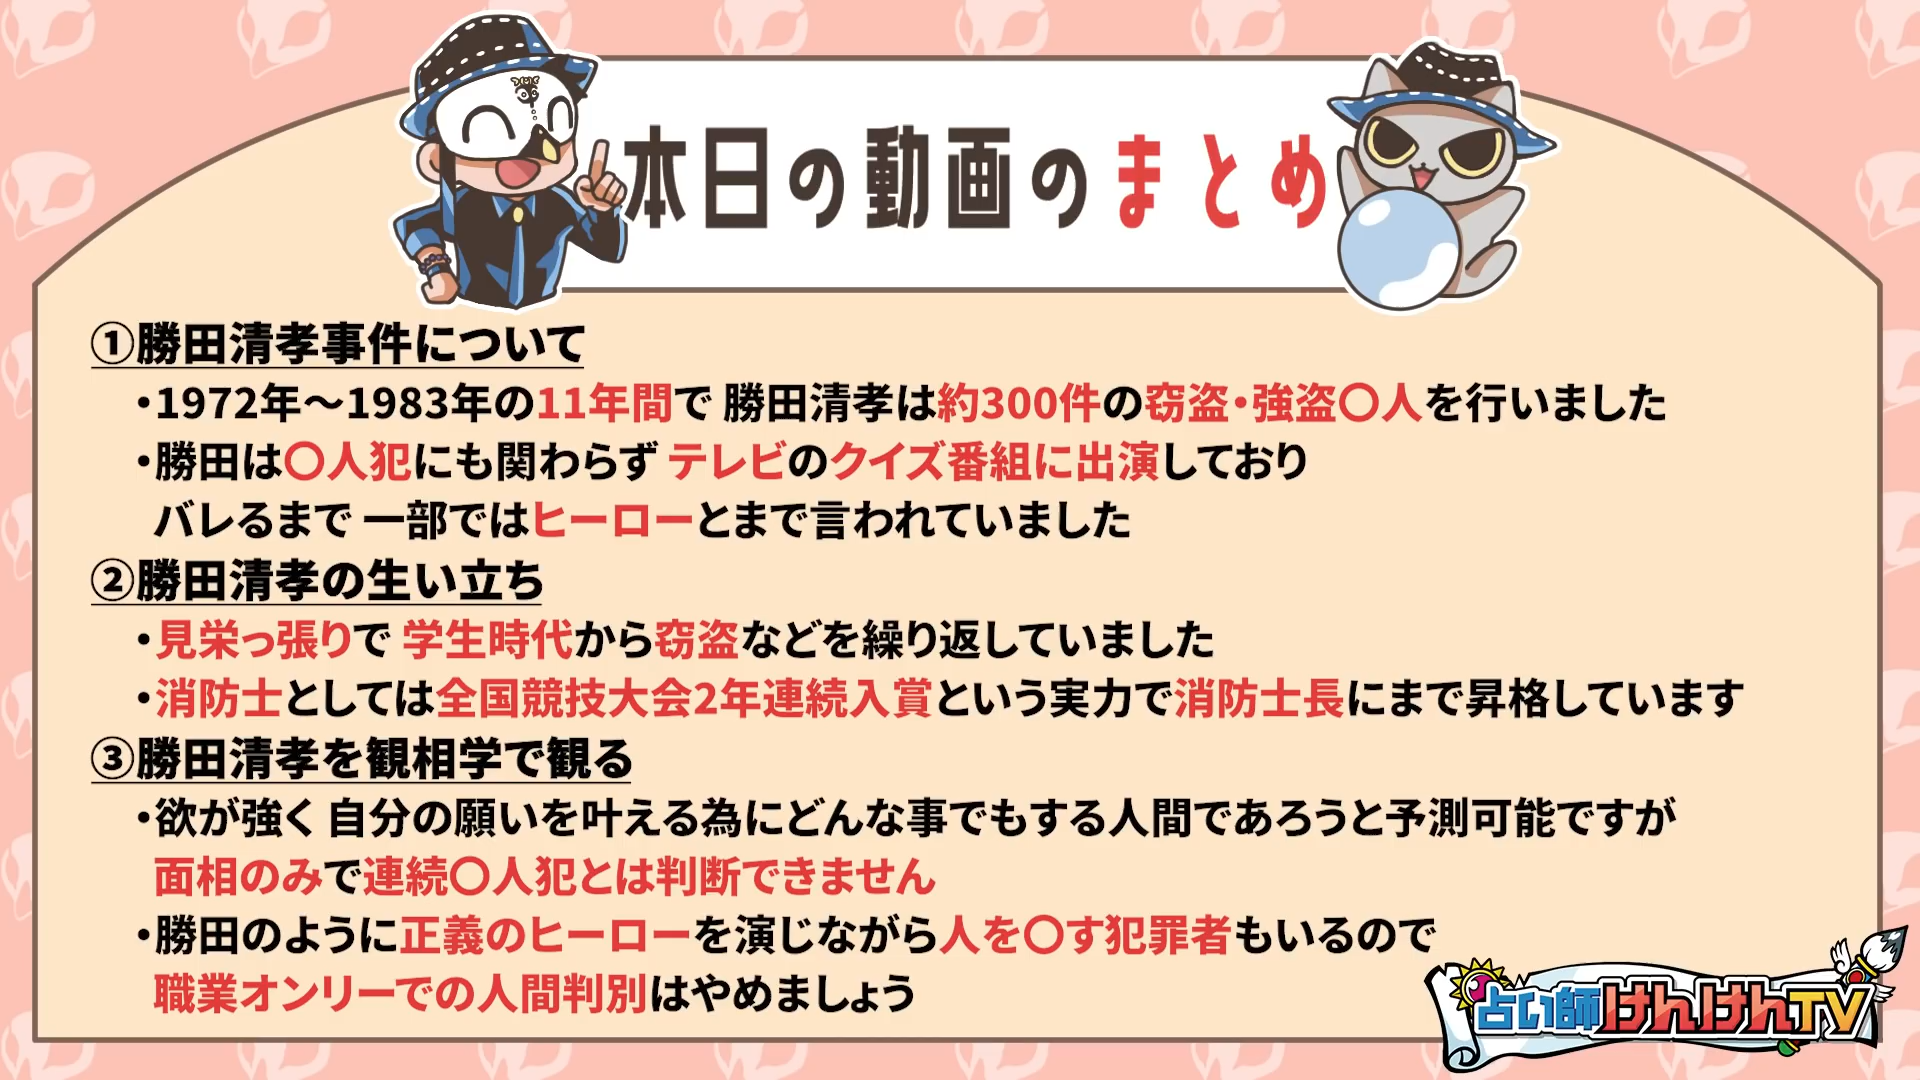 本日の動画のまとめ
①勝田清孝事件について
・1972年～1983年の11年間で 勝田清孝は約300件の窃盗・強盗〇人を行いました
・勝田は〇人犯にも関わらず テレビのクイズ番組に出演しており
バレるまで 一部ではヒーローとまで言われていました
②勝田清孝の生い立ち
・見栄っ張りで 学生時代から窃盗などを繰り返していました
・消防士としては全国競技大会2年連続入賞という実力で消防士長にまで昇格しています
③勝田清孝を観相学で観る
・欲が強く 自分の願いを叶える為にどんな事でもする人間であろうと予測可能ですが
面相のみで連続〇人犯とは判断できません
・勝田のように正義のヒーローを演じながら人を〇す犯罪者もいるので
職業オンリーでの人間判別はやめましょう
占い師けんけんTV